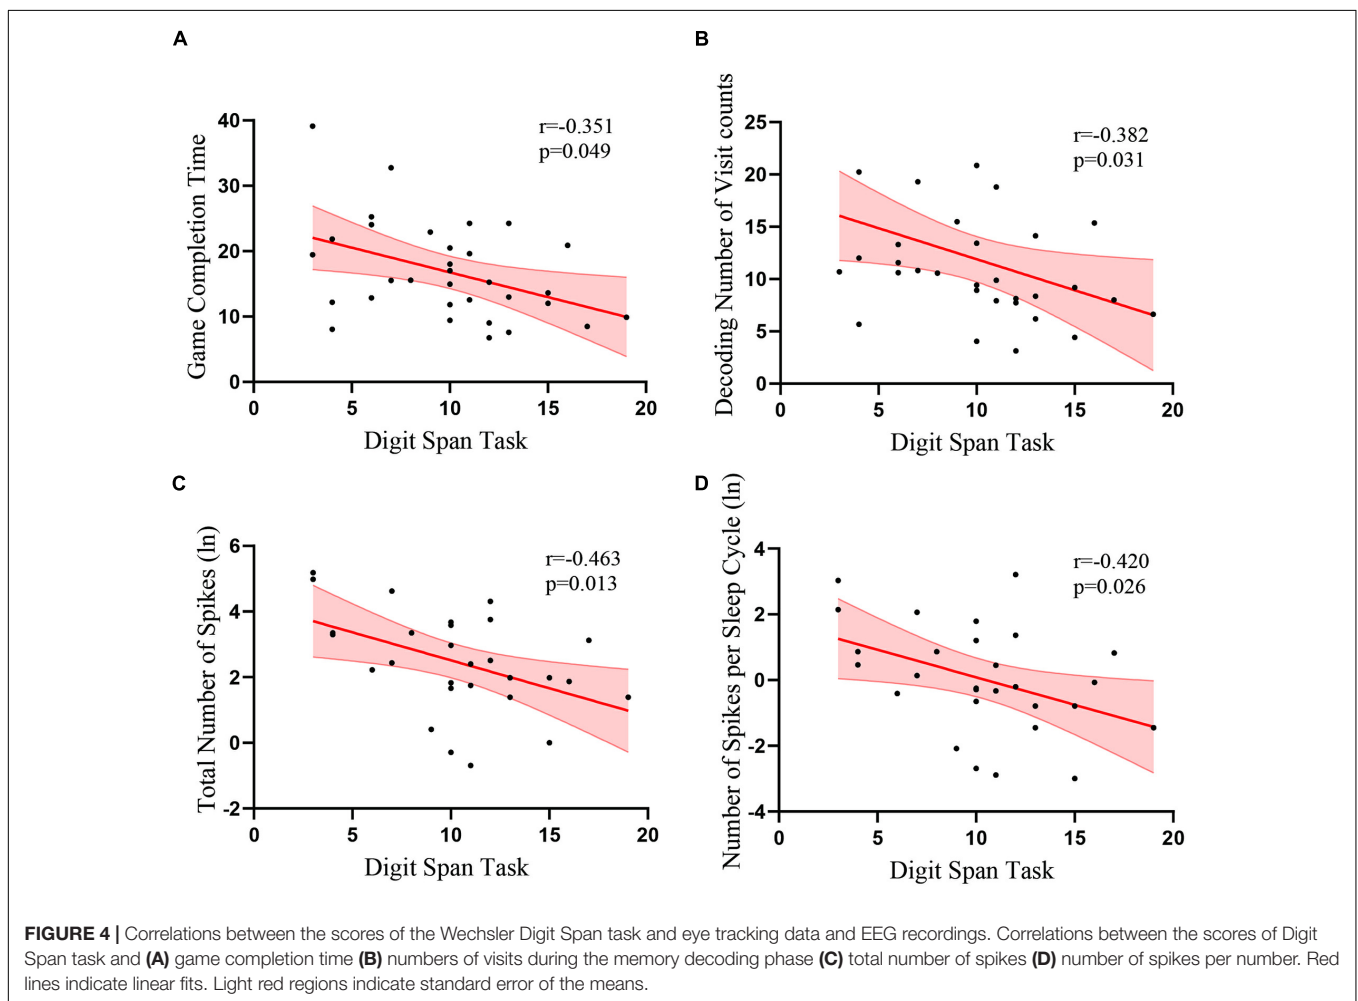 A
40
30
20
10
0
0 5 10 15 20
Game Completion Time
Digit Span Task
r=-0.351
p=0.049
B
25
20
15
10
5
0
0 5 10 15 20
Decoding Number of Visit counts
Digit Span Task
r=-0.382
p=0.031
C
6
4
2
0
-2
0 5 10 15 20
Total Number of Spikes (ln)
Digit Span Task
r=-0.463
p=0.013
D
4
2
0
-2
-4
0 5 10 15 20
Number of Spikes per Sleep Cycle (ln)
Digit Span Task
r=-0.420
p=0.026
FIGURE 4 | Correlations between the scores of the Wechsler Digit Span task and eye tracking data and EEG recordings. Correlations between the scores of Digit
Span task and (A) game completion time (B) numbers of visits during the memory decoding phase (C) total number of spikes (D) number of spikes per number. Red
lines indicate linear fits. Light red regions indicate standard error of the means.